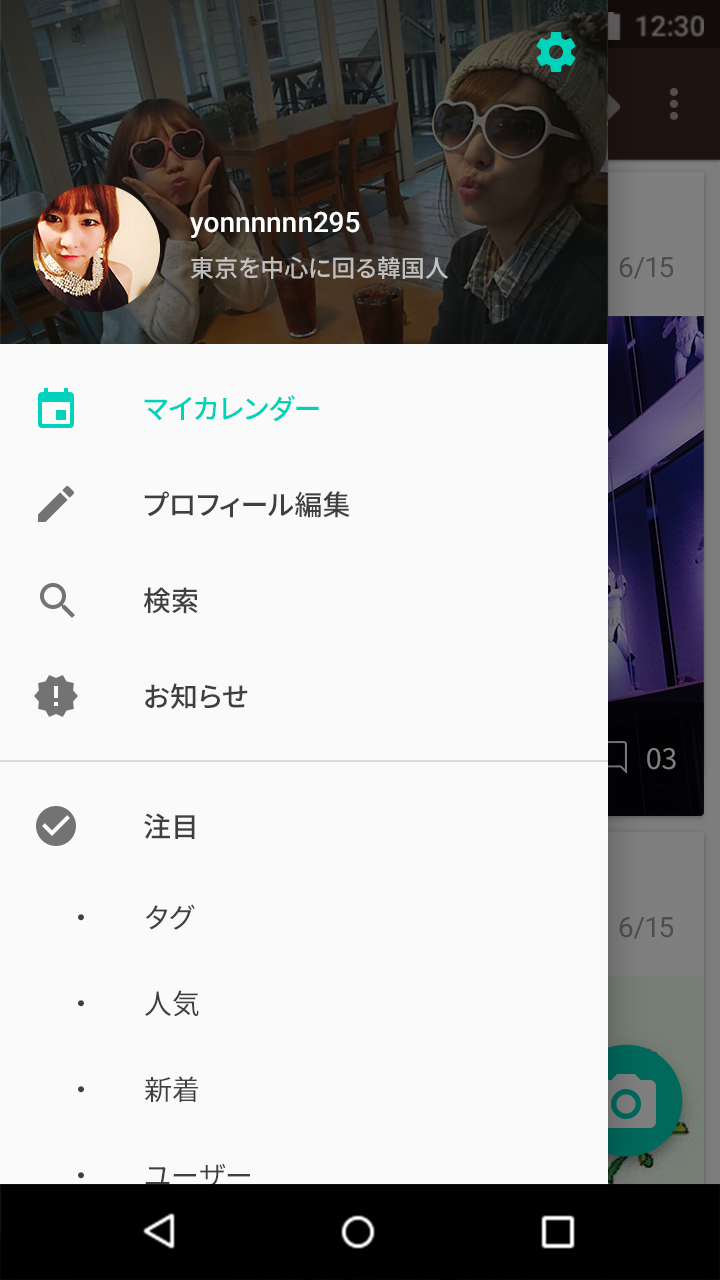 12:30
yonnnnnn295
東京を中心に回る韓国人
6/15
マイカレンダー
プロフィール編集
検索
お知らせ
03
注目
・ タグ
6/15
・ 人気
・ 新着
・ ユーザー